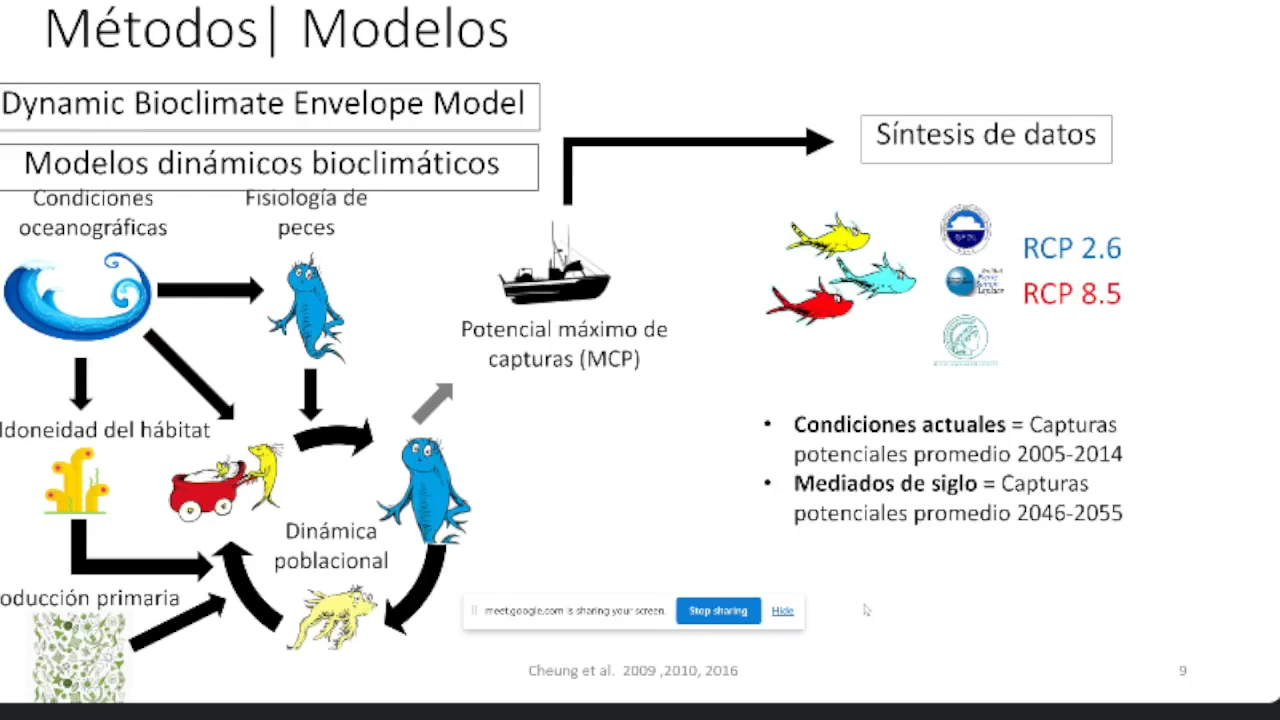 Métodos| Modelos
Dynamic Bioclimate Envelope Model
Modelos dinámicos bioclimáticos
Condiciones
oceanográficas
Fisiología de
peces
Síntesis de datos
RCP 2.6
RCP 8.5
Potencial máximo de
capturas (MCP)
Idoneidad del hábitat
Dinámica
poblacional
oducción primaria
• Condiciones actuales = Capturas
potenciales promedio 2005-2014
• Mediados de siglo = Capturas
potenciales promedio 2046-2055
meet.google.com is sharing your screen.
Stop sharing
Hide
Cheung et al. 2009 ,2010, 2016
9